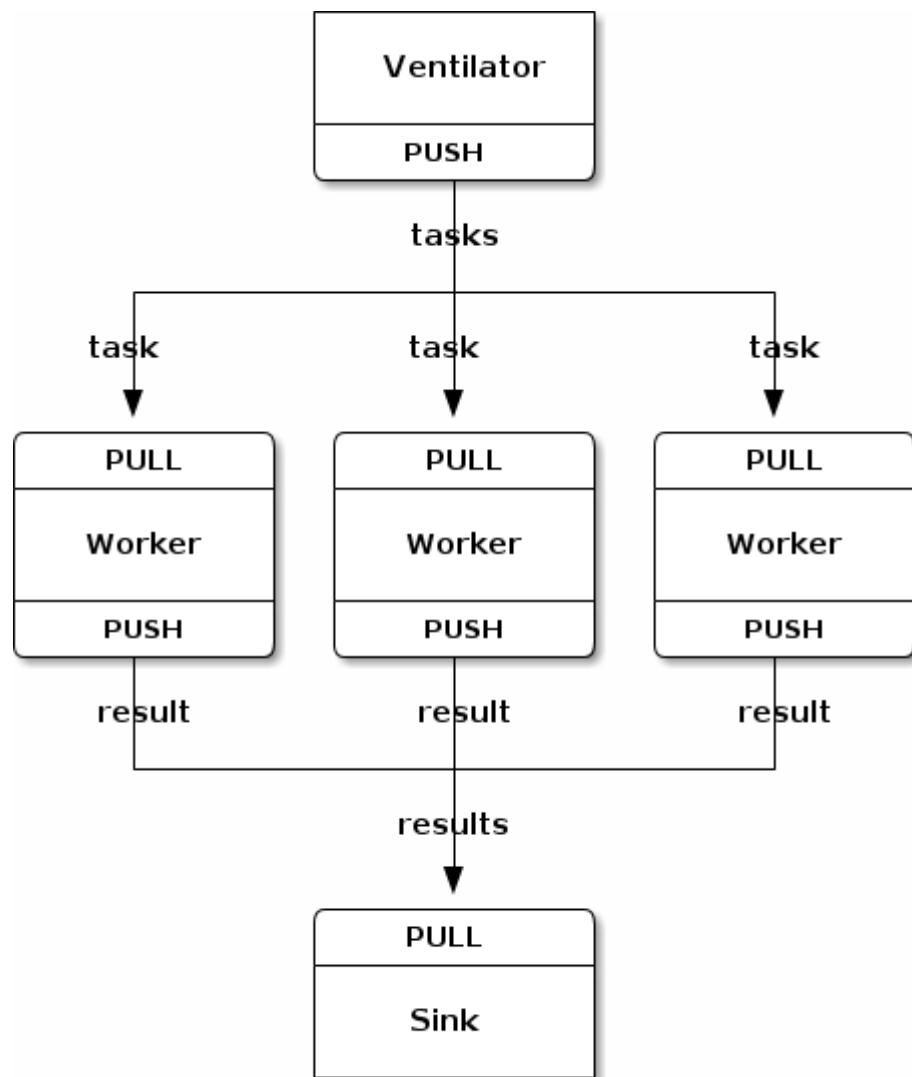 Ventilator
PUSH
tasks
task task task
PULL PULL PULL
Worker Worker Worker
PUSH PUSH PUSH
result result result
results
PULL
Sink